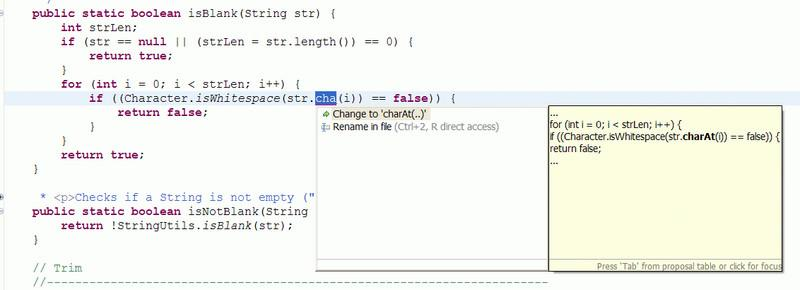 public static boolean isBlank(String str) {
int strLen;
if (str == null || (strLen = str.length()) == 0) {
return true;
}
for (int i = 0; i < strLen; i++) {
if ((Character.isWhitespace(str.cha(i)) == false)) {
return false;
}
}
return true;
}
Change to 'charAt(..)'
Rename in file (Ctrl+2, R direct access)
...
for (int i = 0; i < strLen; i++) {
if ((Character.isWhitespace(str.charAt(i)) == false)) {
return false;
...
Press 'Tab' from proposal table or click for focus
* <p>Checks if a String is not empty ("
public static boolean isNotBlank(String
return !StringUtils.isBlank(str);
}
// Trim
//-----------------------------------------------------------------------